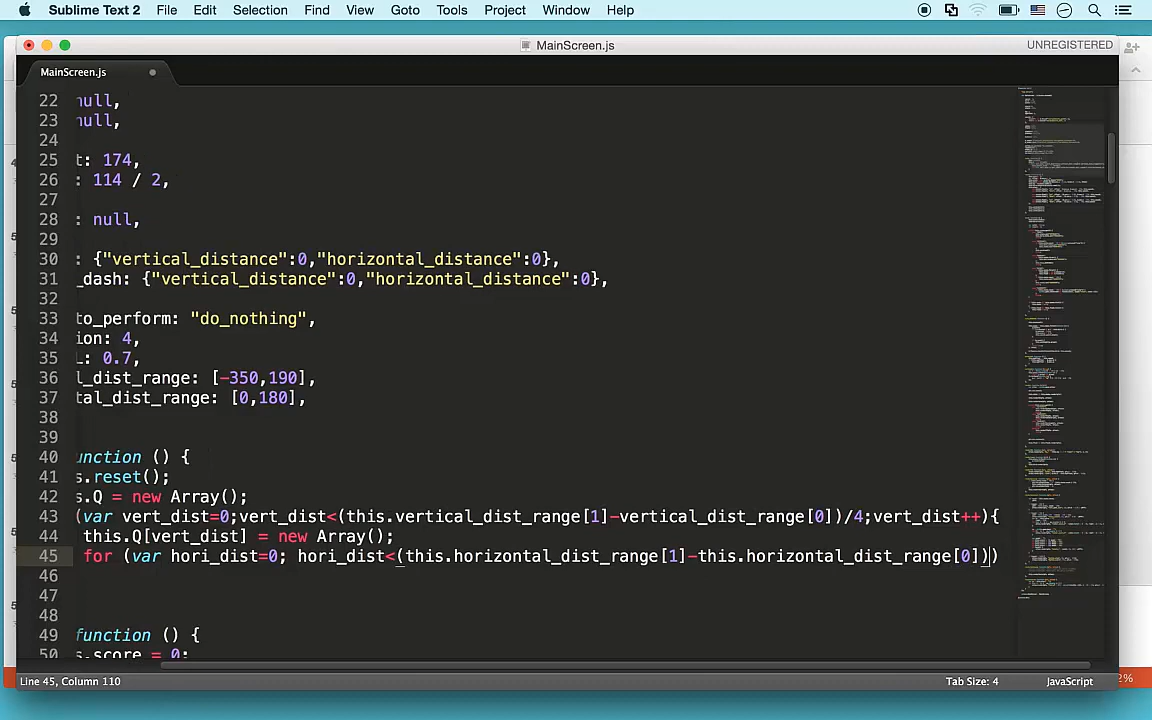 Sublime Text 2 File Edit Selection Find View Goto Tools Project Window Help
MainScreen.js
UNREGISTERED
MainScreen.js
22 null,
23 null,
24
25 t: 174,
26 : 114 / 2,
27
28 : null,
29
30 : {"vertical_distance":0,"horizontal_distance":0},
31 _dash: {"vertical_distance":0,"horizontal_distance":0},
32
33 to_perform: "do_nothing",
34 ion: 4,
35 : 0.7,
36 l_dist_range: [-350,190],
37 tal_dist_range: [0,180],
38
39
40 unction () {
41 s.reset();
42 s.Q = new Array();
43 (var vert_dist=0;vert_dist<(this.vertical_dist_range[1]-vertical_dist_range[0])/4;vert_dist++){
44 this.Q[vert_dist] = new Array();
45 for (var hori_dist=0; hori_dist<(this.horizontal_dist_range[1]-this.horizontal_dist_range[0]))
46
47
48
49 function () {
50 s.score = 0;
Line 45, Column 110
Tab Size: 4
JavaScript
2%